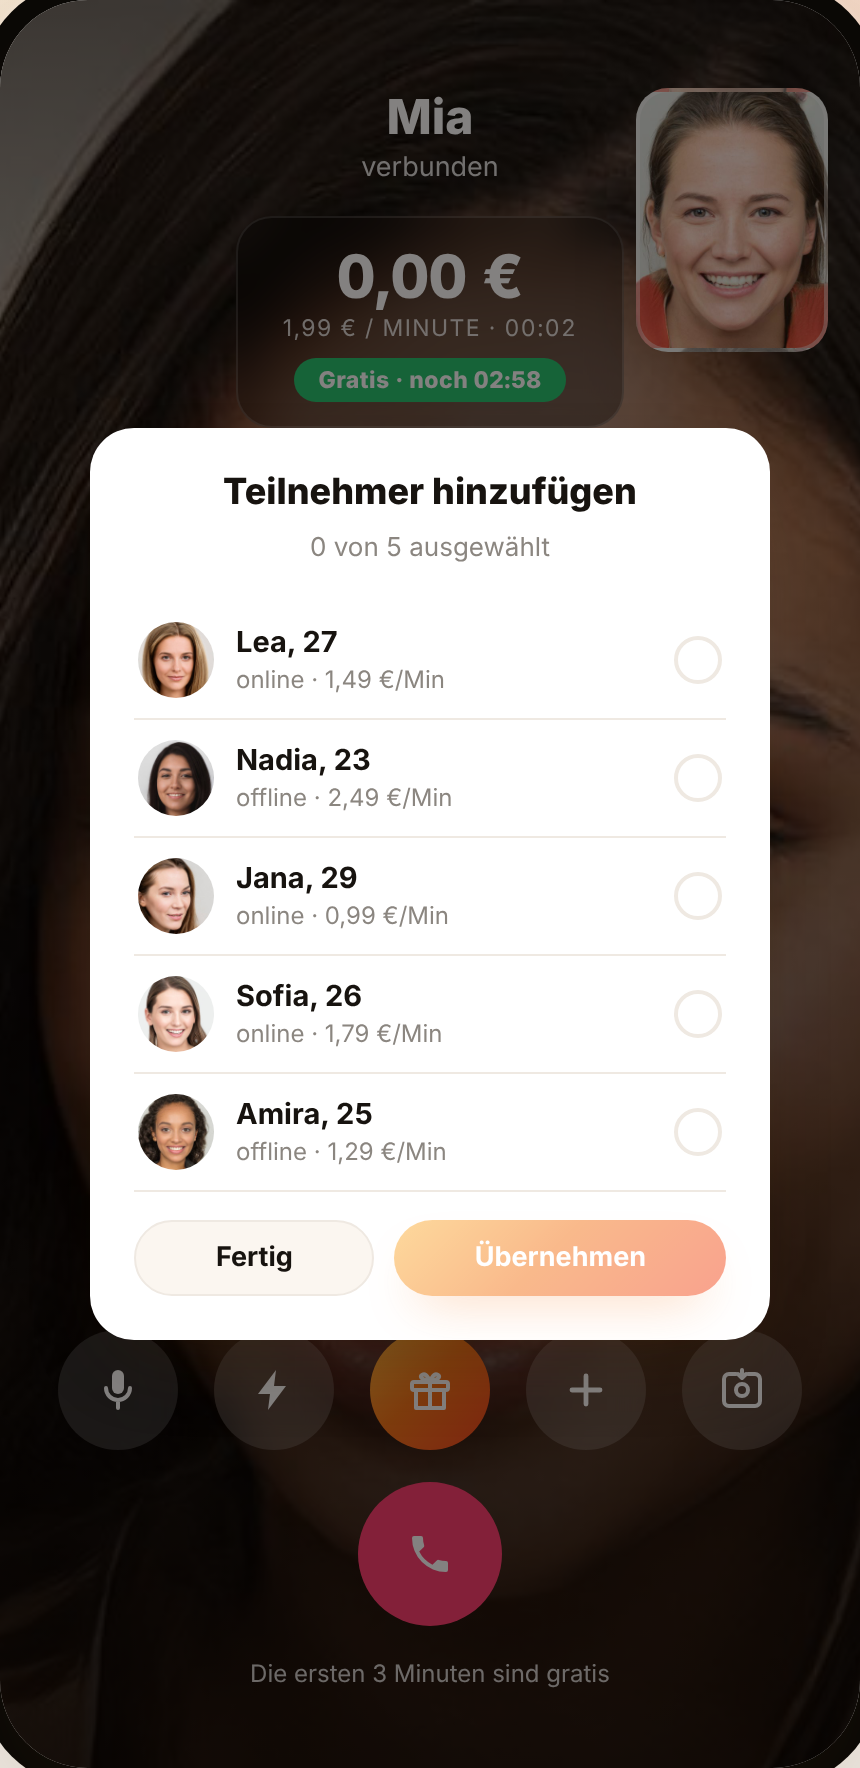 Mia
verbunden
0,00 €
1,99 € / MINUTE · 00:02
Gratis · noch 02:58
Teilnehmer hinzufügen
0 von 5 ausgewählt
Lea, 27
online · 1,49 €/Min
Nadia, 23
offline · 2,49 €/Min
Jana, 29
online · 0,99 €/Min
Sofia, 26
online · 1,79 €/Min
Amira, 25
offline · 1,29 €/Min
Fertig
Übernehmen
Die ersten 3 Minuten sind gratis